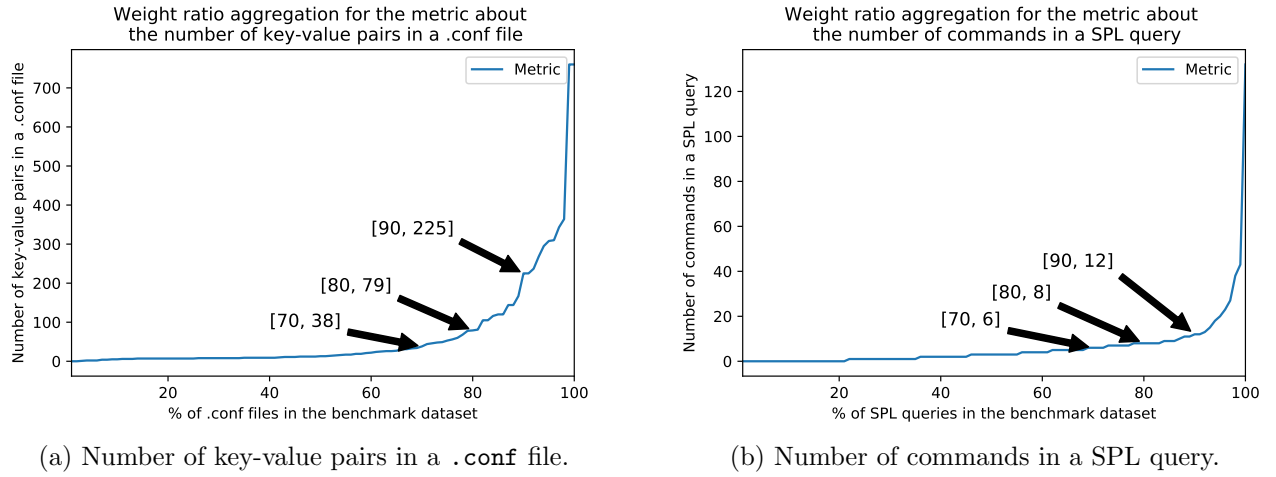 Weight ratio aggregation for the metric about
the number of key-value pairs in a .conf file
Number of key-value pairs in a .conf file
700
600
500
400
300
200
100
0
Metric
[90, 225]
[80, 79]
[70, 38]
20
40
60
80
100
% of .conf files in the benchmark dataset
(a) Number of key-value pairs in a .conf file.
Weight ratio aggregation for the metric about
the number of commands in a SPL query
Number of commands in a SPL query
120
100
80
60
40
20
0
Metric
[90, 12]
[80, 8]
[70, 6]
20
40
60
80
100
% of SPL queries in the benchmark dataset
(b) Number of commands in a SPL query.